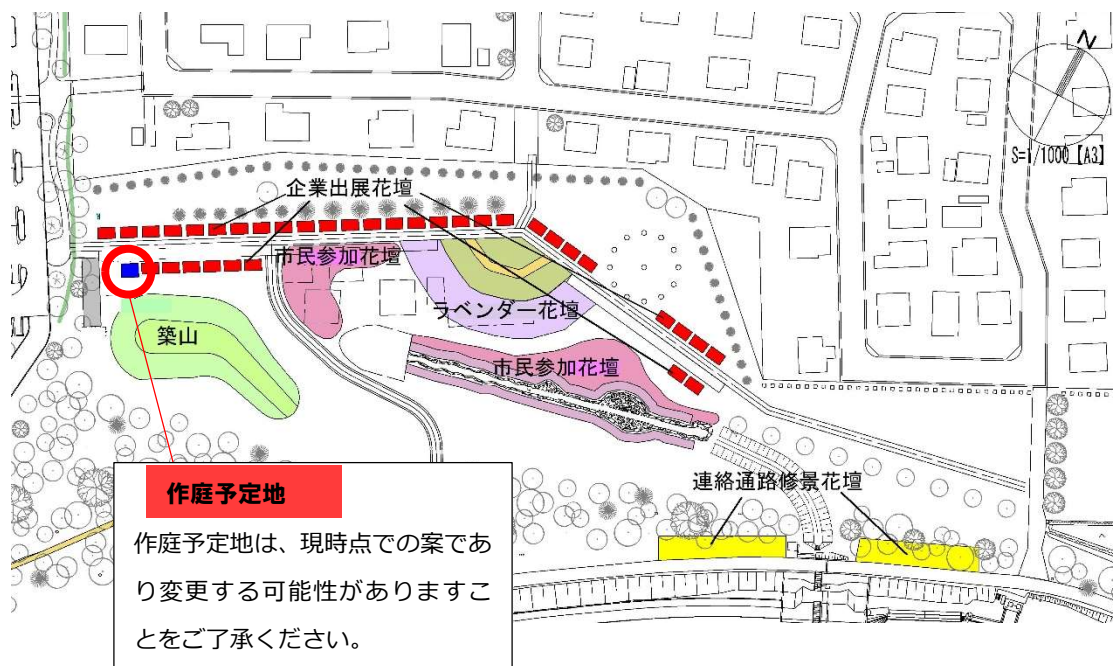 N
S=1/1000【A3】
企業出展花壇
市民参加花壇
ラベンダー花壇
築山
市民参加花壇
連絡通路修景花壇
作庭予定地
作庭予定地は、現時点での案であ
り変更する可能性がありますこ
とをご了承ください。